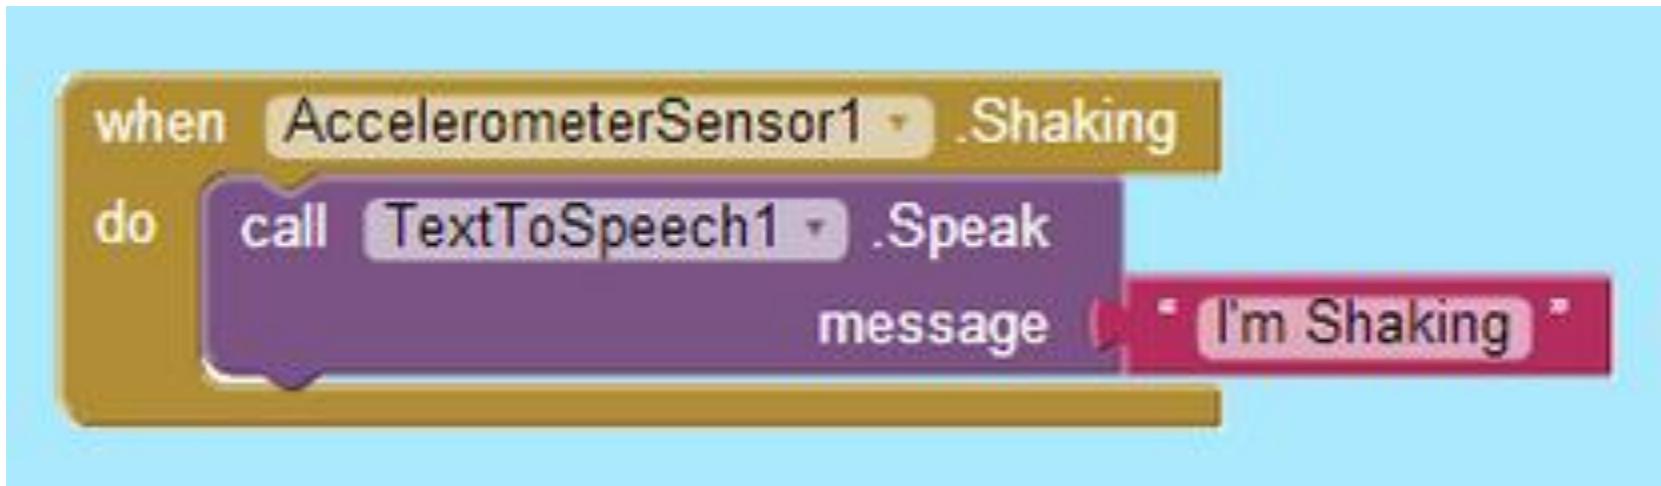 when AccelerometerSensor1 .Shaking
do call TextToSpeech1 .Speak
message " I'm Shaking "